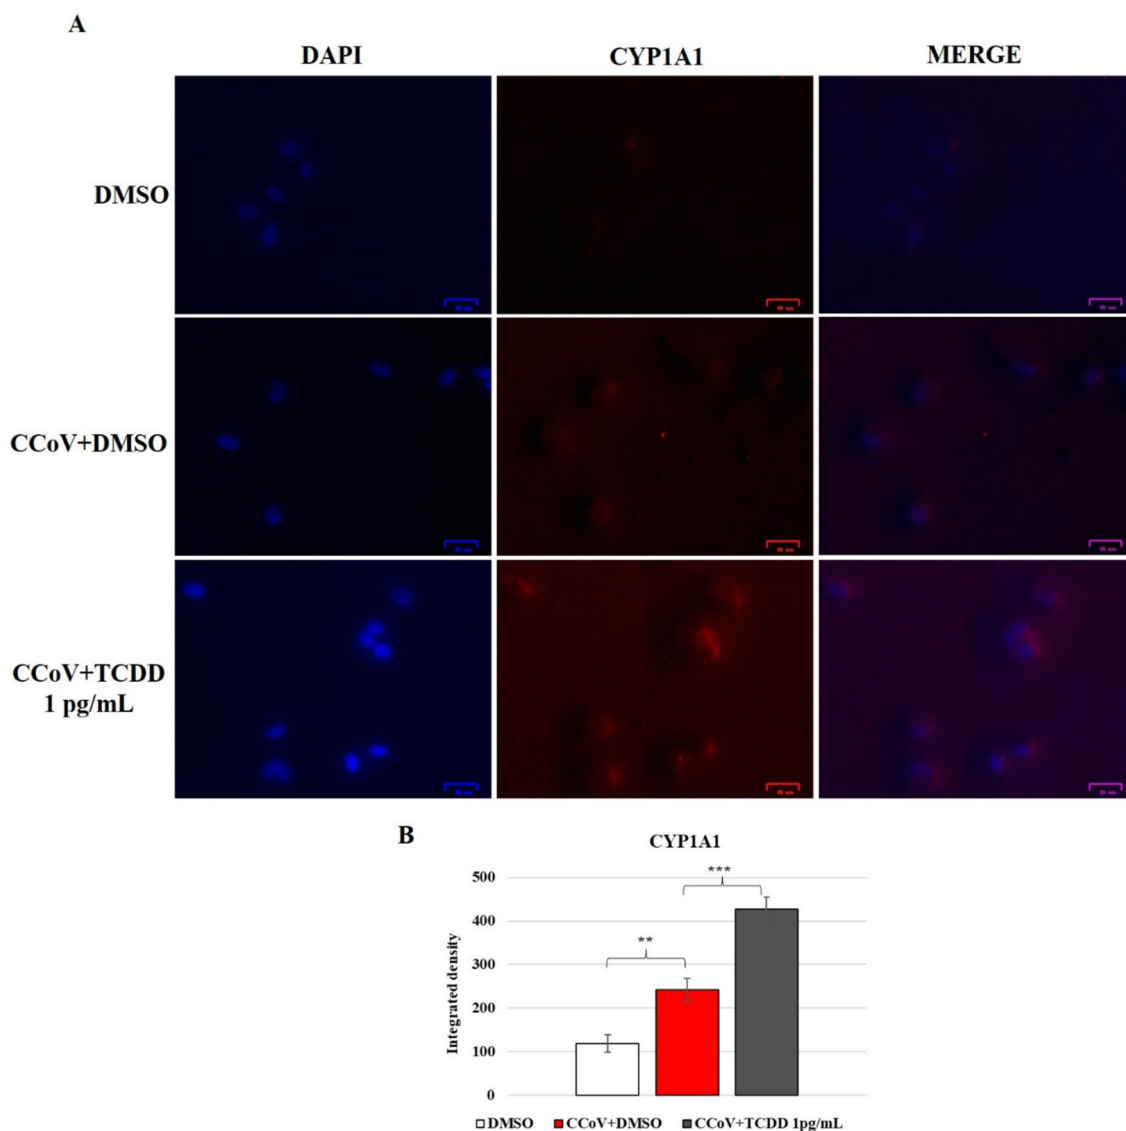 A
DAPI CYP1A1 MERGE
DMSO
CCoV+DMSO
CCoV+TCDD
1 pg/mL
B
CYP1A1
Integrated density
500
400
300
200
100
0
***
**
DMSO CCoV+DMSO CCoV+TCDD 1pg/mL